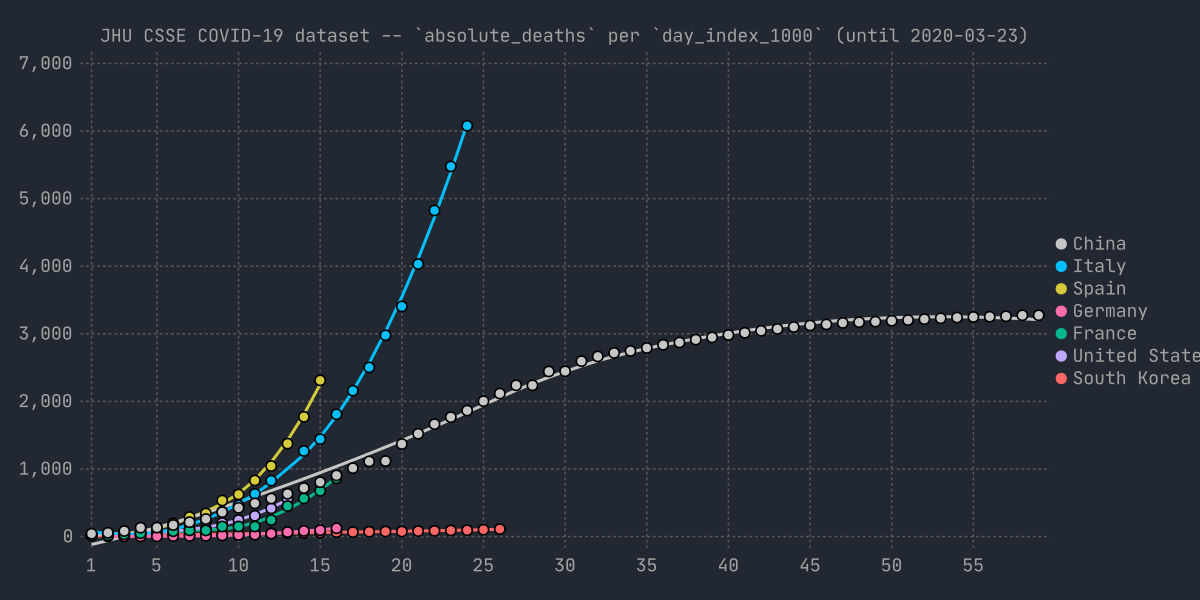 JHU CSSE COVID-19 dataset -- `absolute_deaths` per `day_index_1000` (until 2020-03-23)
7,000
6,000
5,000
4,000
3,000
2,000
1,000
0
1 5 10 15 20 25 30 35 40 45 50 55
China
Italy
Spain
Germany
France
United State
South Korea